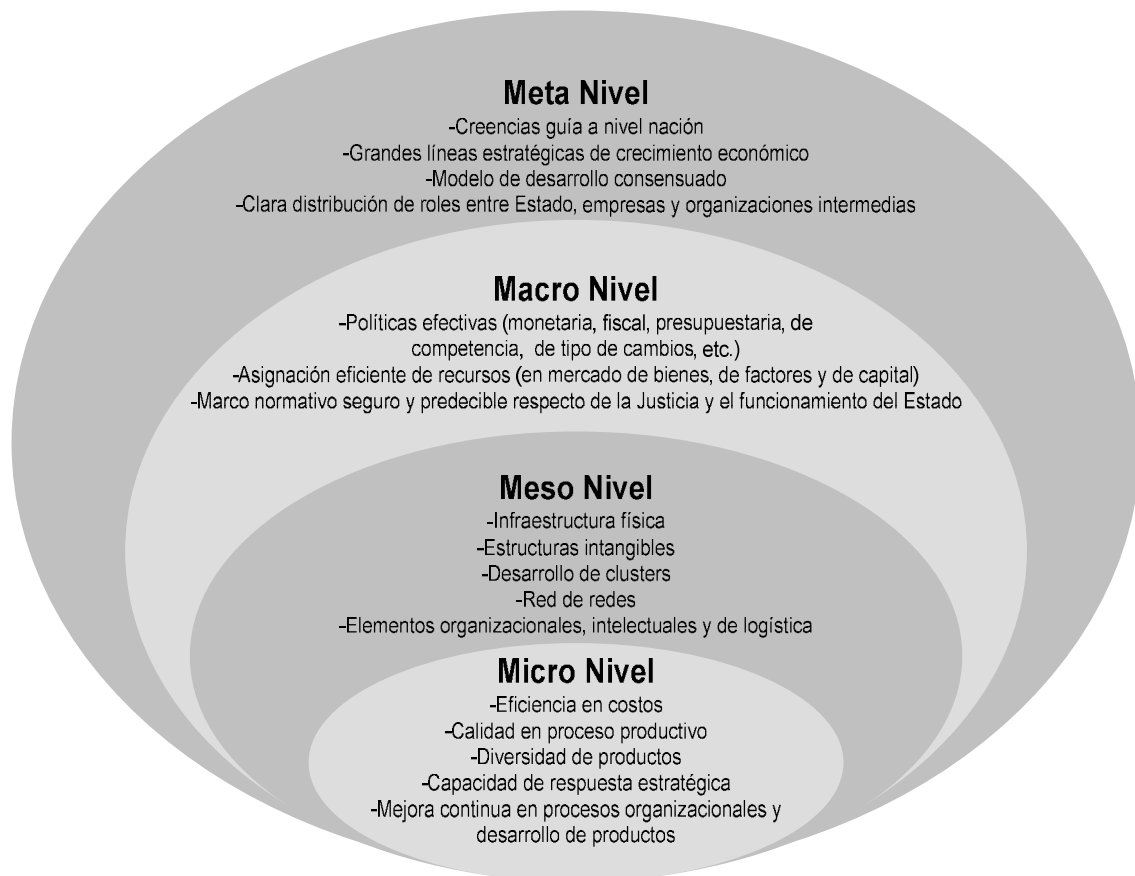 Meta Nivel
-Creencias guía a nivel nación
-Grandes líneas estratégicas de crecimiento económico
-Modelo de desarrollo consensuado
-Clara distribución de roles entre Estado, empresas y organizaciones intermedias
Macro Nivel
-Políticas efectivas (monetaria, fiscal, presupuestaria, de
competencia, de tipo de cambios, etc.)
-Asignación eficiente de recursos (en mercado de bienes, de factores y de capital)
-Marco normativo seguro y predecible respecto de la Justicia y el funcionamiento del Estado
Meso Nivel
-Infraestructura física
-Estructuras intangibles
-Desarrollo de clusters
-Red de redes
-Elementos organizacionales, intelectuales y de logística
Micro Nivel
-Eficiencia en costos
-Calidad en proceso productivo
-Diversidad de productos
-Capacidad de respuesta estratégica
-Mejora continua en procesos organizacionales y
desarrollo de productos